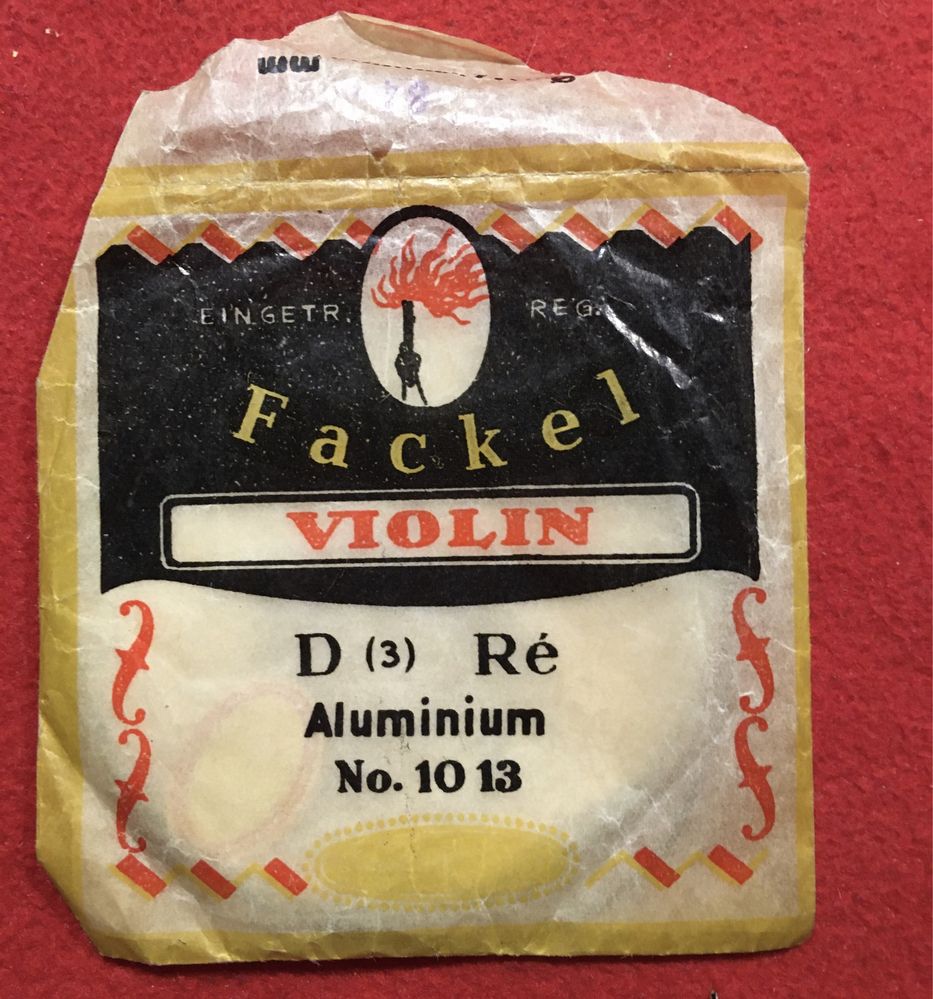 EINGETR. REG.
Fackel
VIOLIN
D (3) Ré
Aluminium
No. 10 13